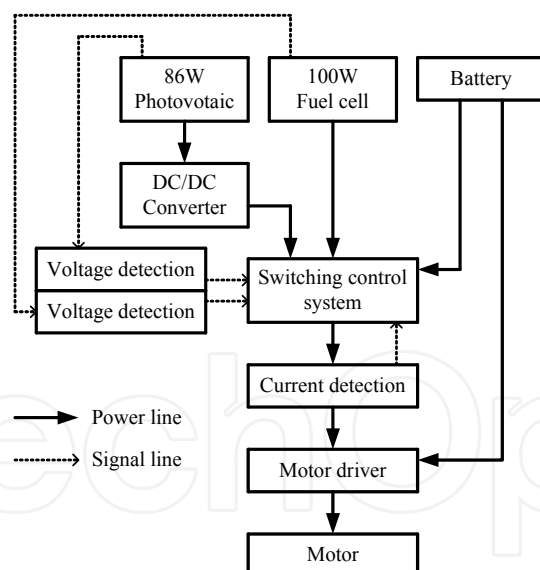 86W
Photovotaic
100W
Fuel cell
Battery
DC/DC
Converter
Voltage detection
Voltage detection
Switching control
system
Current detection
Power line
Signal line
Motor driver
Motor